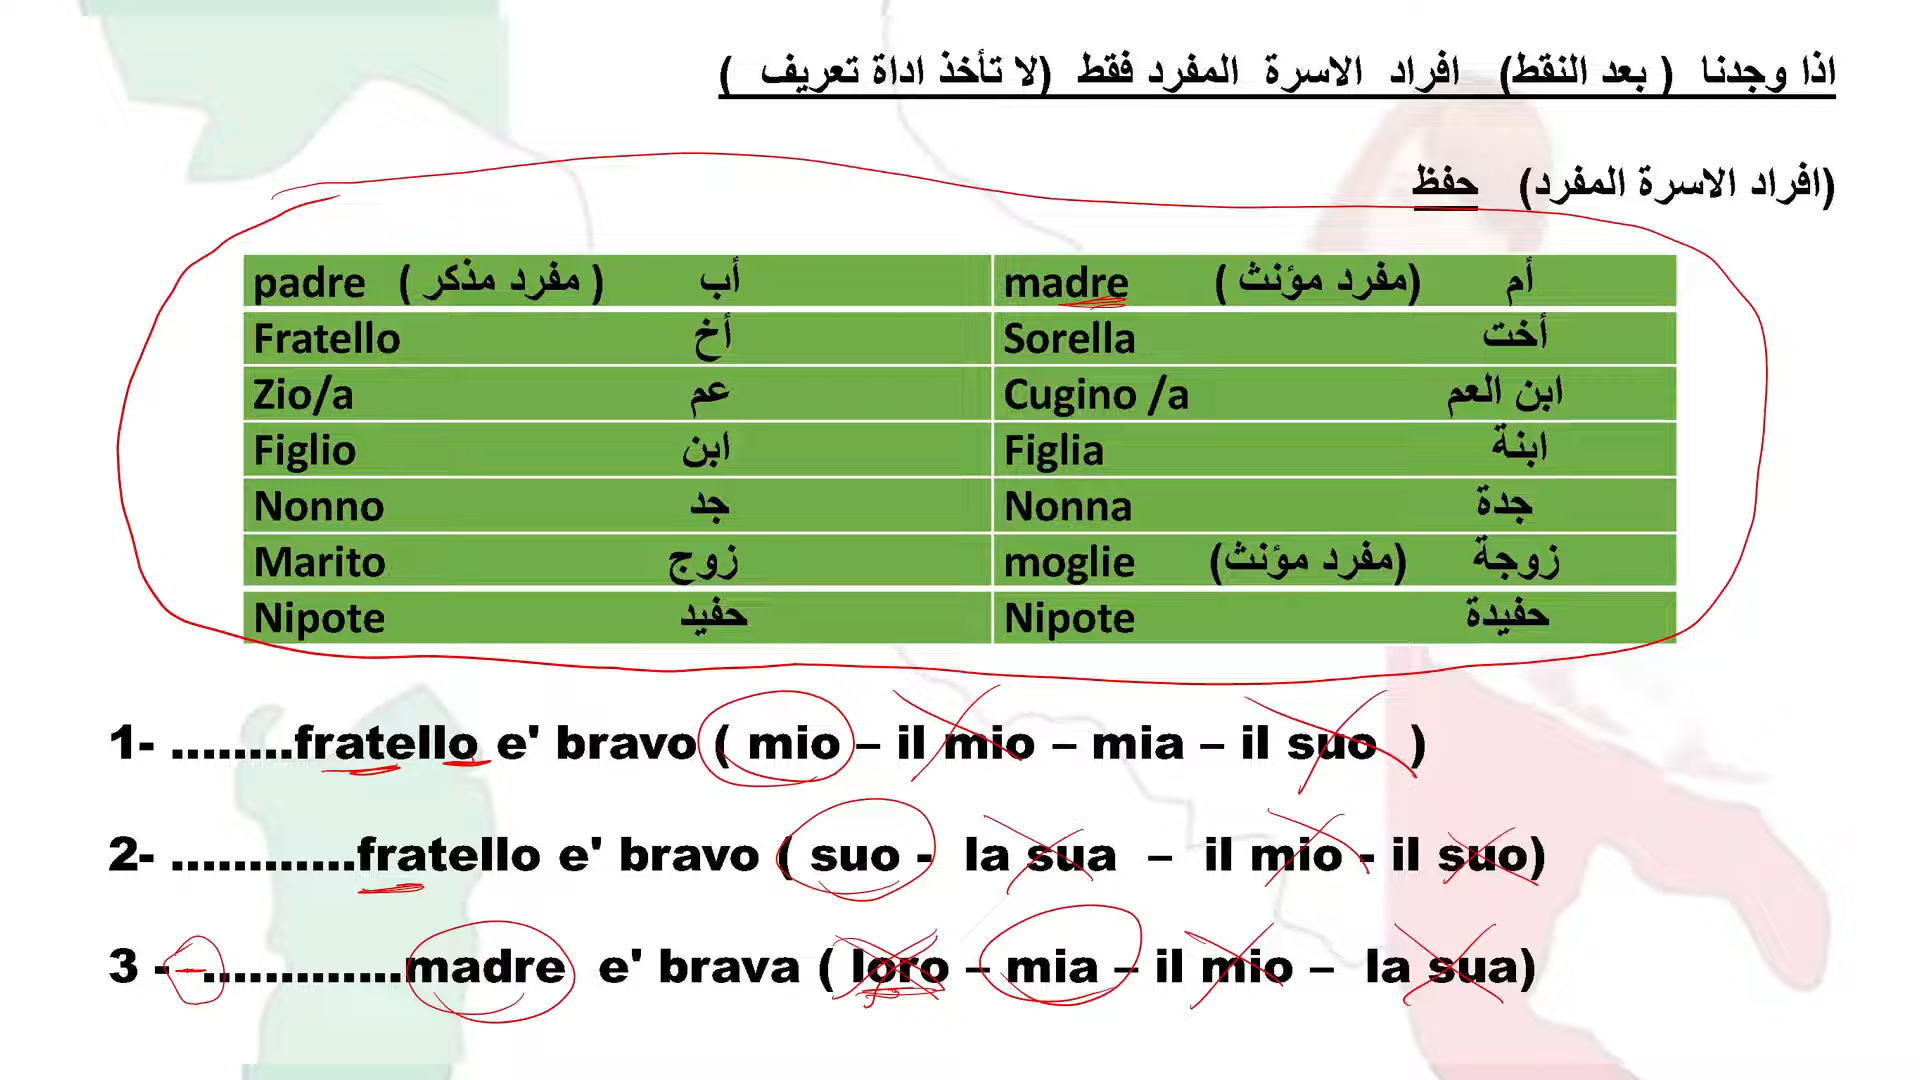 اذا وجدنا ( بعد النقط) افراد الاسرة المفرد فقط (لا تأخذ اداة تعريف )
(افراد الاسرة المفرد) حفظ
padre ( مفرد مذكر ) أب madre (مفرد مؤنث ) أم
Fratello أخ Sorella أخت
Zio/a عم Cugino /a ابن العم
Figlio ابن Figlia ابنة
Nonno جد Nonna جدة
Marito زوج moglie (مفرد مؤنث) زوجة
Nipote حفيد Nipote حفيدة
1- ........fratello e' bravo ( mio – il mio – mia – il suo )
2- ............fratello e' bravo ( suo - la sua – il mio - il suo)
3 - .............madre e' brava ( loro – mia – il mio – la sua)